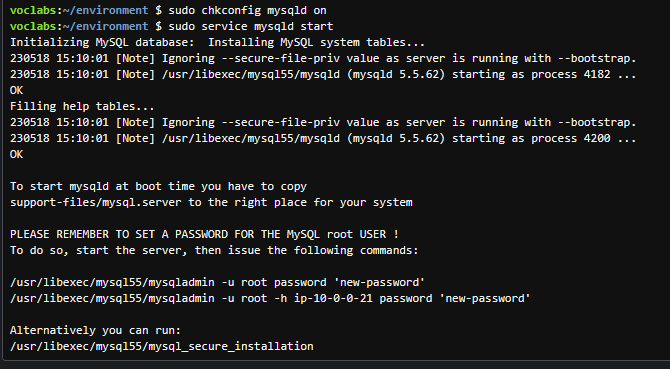 voclabs:~/environment $ sudo chkconfig mysqld on
voclabs:~/environment $ sudo service mysqld start
Initializing MySQL database:  Installing MySQL system tables...
230518 15:10:01 [Note] Ignoring --secure-file-priv value as server is running with --bootstrap.
230518 15:10:01 [Note] /usr/libexec/mysql55/mysqld (mysqld 5.5.62) starting as process 4182 ...
OK
Filling help tables...
230518 15:10:01 [Note] Ignoring --secure-file-priv value as server is running with --bootstrap.
230518 15:10:01 [Note] /usr/libexec/mysql55/mysqld (mysqld 5.5.62) starting as process 4200 ...
OK
To start mysqld at boot time you have to copy
support-files/mysql.server to the right place for your system
PLEASE REMEMBER TO SET A PASSWORD FOR THE MySQL root USER !
To do so, start the server, then issue the following commands:
/usr/libexec/mysql55/mysqladmin -u root password 'new-password'
/usr/libexec/mysql55/mysqladmin -u root -h ip-10-0-0-21 password 'new-password'
Alternatively you can run:
/usr/libexec/mysql55/mysql_secure_installation